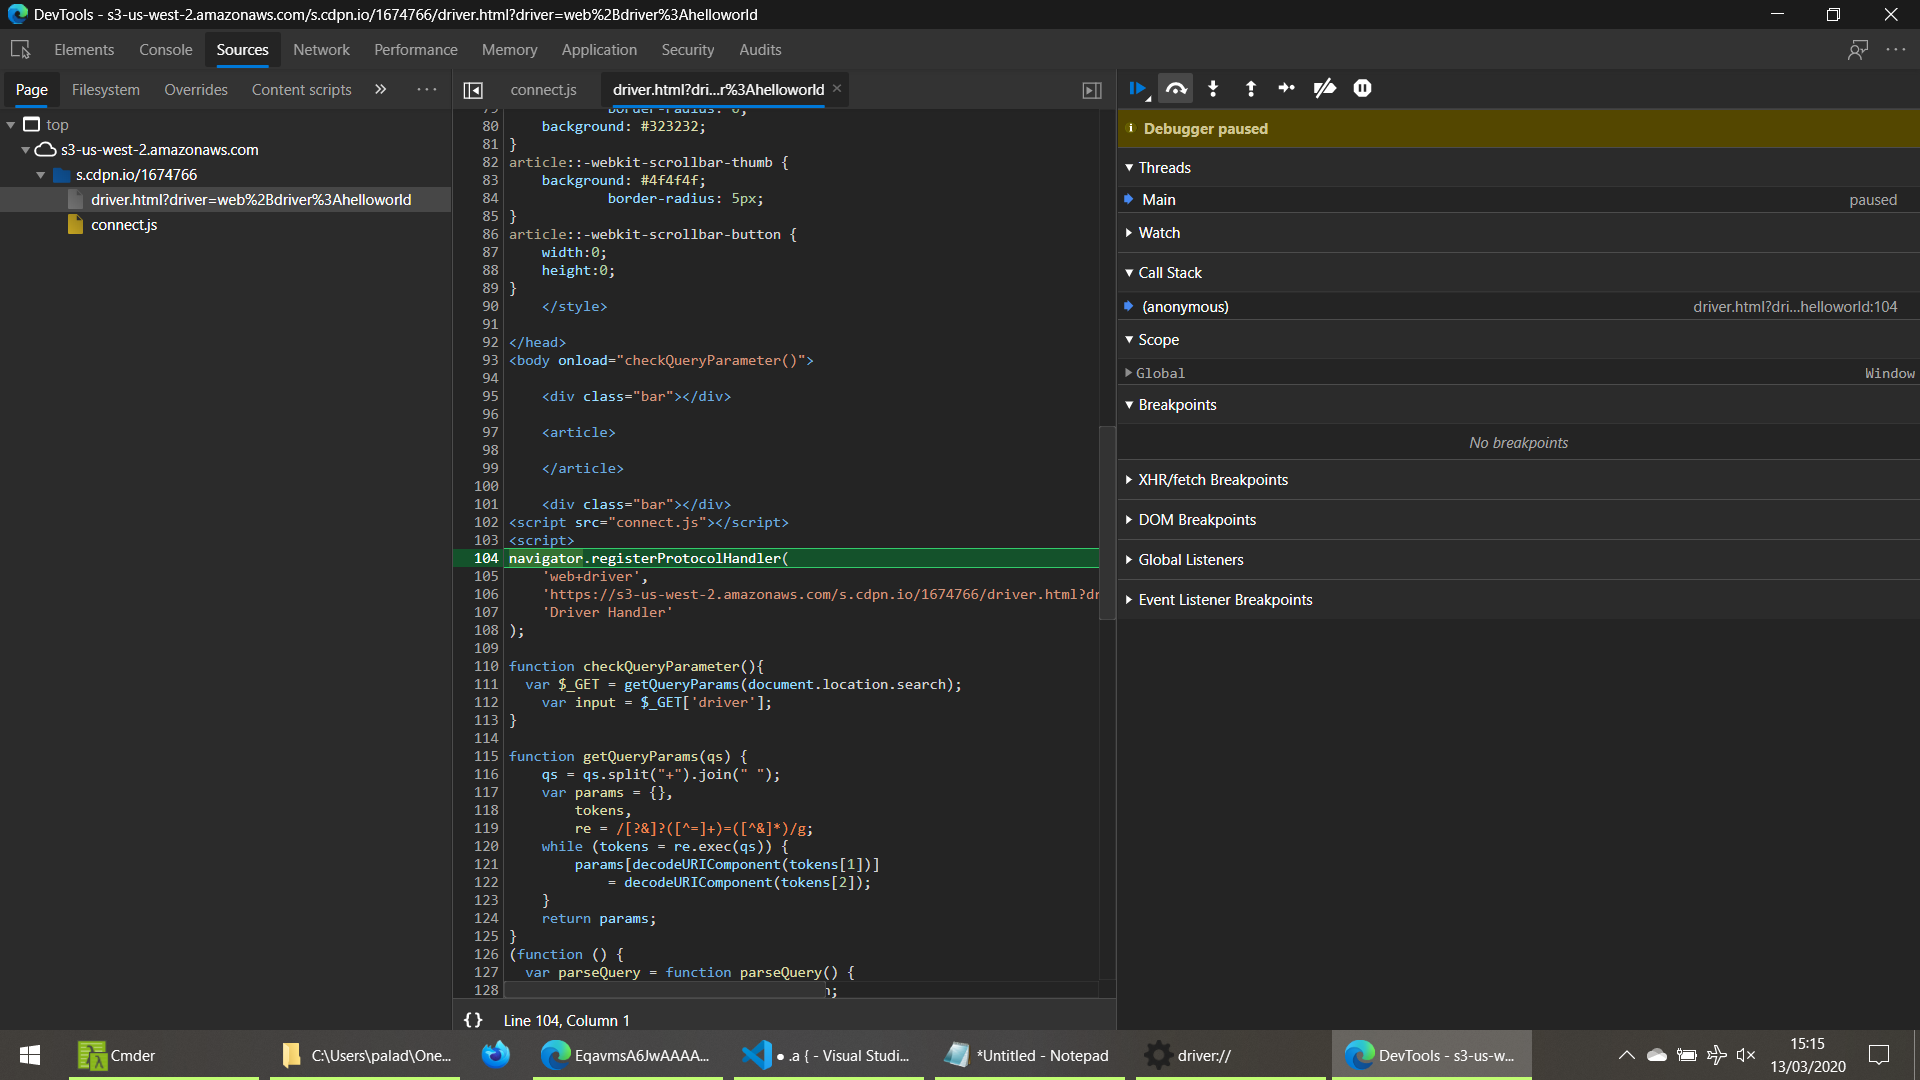 DevTools - s3-us-west-2.amazonaws.com/s.cdpn.io/1674766/driver.html?driver=web%2Bdriver%3Ahelloworld
Elements Console Sources Network Performance Memory Application Security Audits
Page Filesystem Overrides Content scripts » ...
connect.js driver.html?dri...r%3Ahelloworld ×
top
s3-us-west-2.amazonaws.com
s.cdpn.io/1674766
driver.html?driver=web%2Bdriver%3Ahelloworld
connect.js
79 border-radius: 0;
80 background: #323232;
81 }
82 article::-webkit-scrollbar-thumb {
83 background: #4f4f4f;
84 border-radius: 5px;
85 }
86 article::-webkit-scrollbar-button {
87 width:0;
88 height:0;
89 }
90 </style>
91
92 </head>
93 <body onload="checkQueryParameter()">
94
95 <div class="bar"></div>
96
97 <article>
98
99 </article>
100
101 <div class="bar"></div>
102 <script src="connect.js"></script>
103 <script>
104 navigator.registerProtocolHandler(
105 'web+driver',
106 'https://s3-us-west-2.amazonaws.com/s.cdpn.io/1674766/driver.html?dr
107 'Driver Handler'
108 );
109
110 function checkQueryParameter(){
111 var $_GET = getQueryParams(document.location.search);
112 var input = $_GET['driver'];
113 }
114
115 function getQueryParams(qs) {
116 qs = qs.split("+").join(" ");
117 var params = {},
118 tokens,
119 re = /[?&]?([^=]+)=([^&]*)/g;
120 while (tokens = re.exec(qs)) {
121 params[decodeURIComponent(tokens[1])]
122 = decodeURIComponent(tokens[2]);
123 }
124 return params;
125 }
126 (function () {
127 var parseQuery = function parseQuery() {
128
{} Line 104, Column 1
Debugger paused
Threads
Main paused
Watch
Call Stack
(anonymous) driver.html?dri...helloworld:104
Scope
Global Window
Breakpoints
No breakpoints
XHR/fetch Breakpoints
DOM Breakpoints
Global Listeners
Event Listener Breakpoints
Cmder
C:\Users\palad\One...
EqavmsA6JwAAAA...
● .a { - Visual Studi...
*Untitled - Notepad
driver://
DevTools - s3-us-w...
15:15
13/03/2020